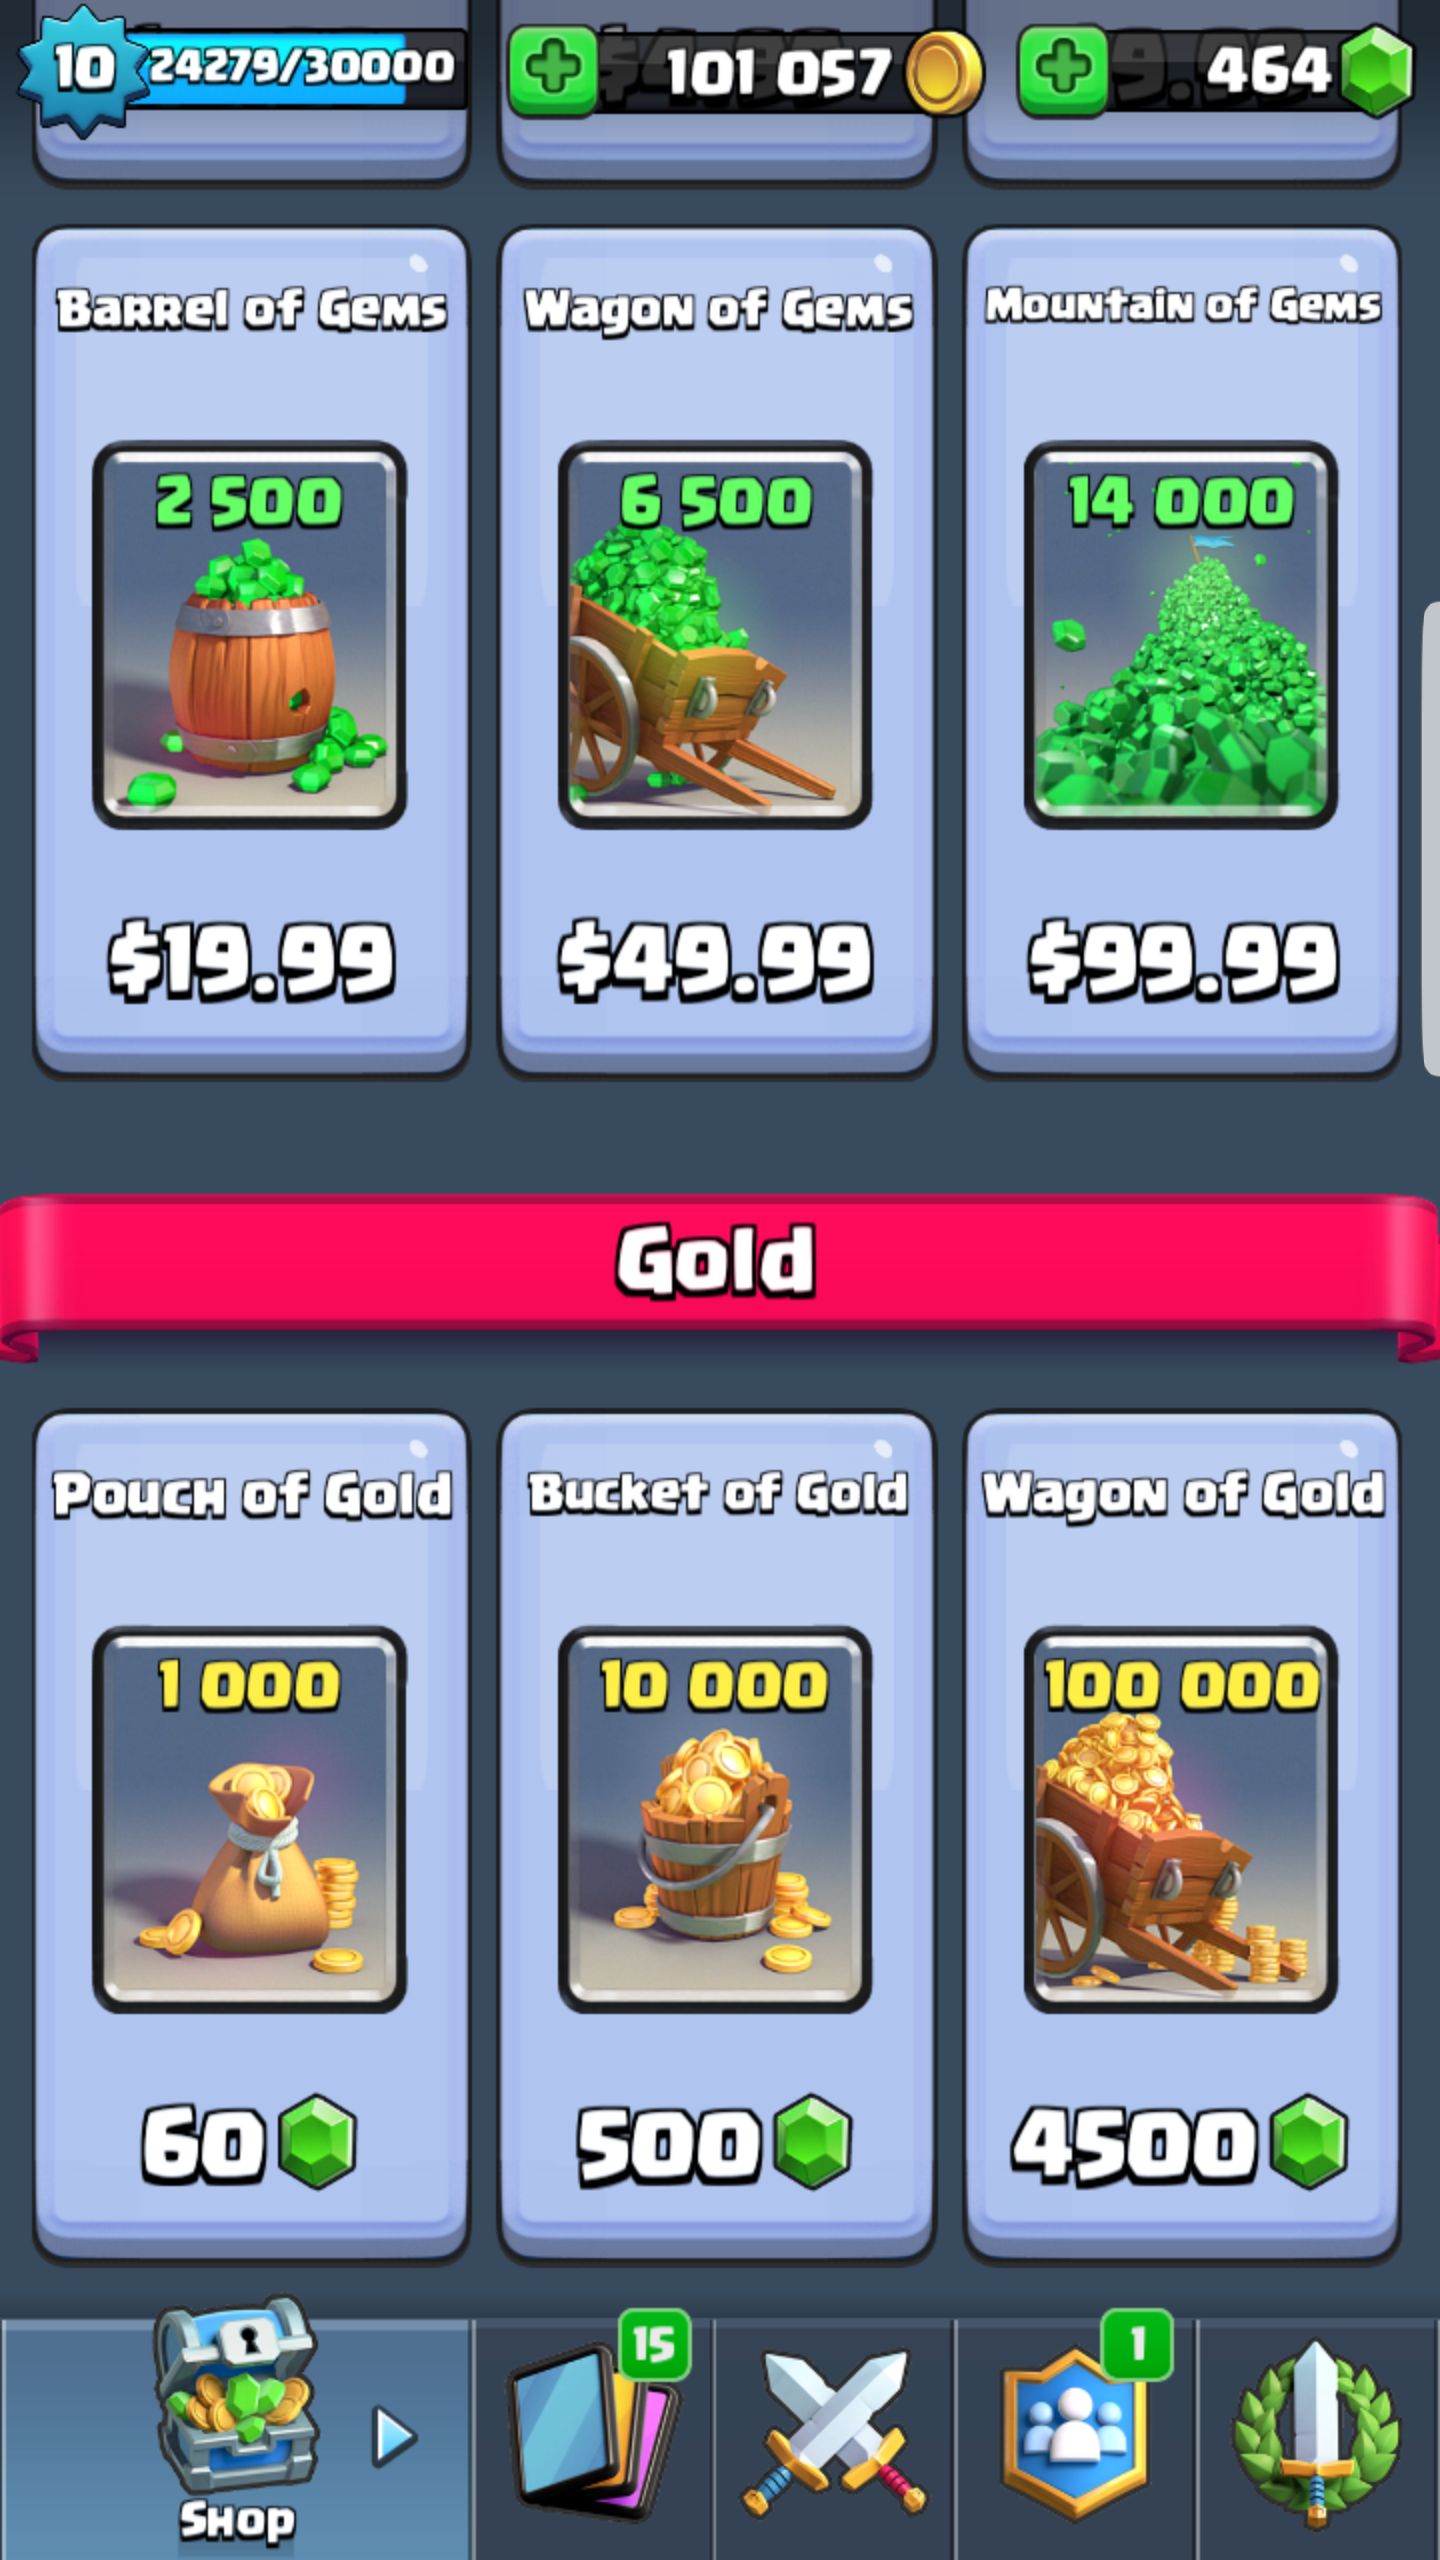 10 24279/30000 101 057 464
Barrel of Gems
Wagon of Gems
Mountain of Gems
2 500
6 500
14 000
$19.99
$49.99
$99.99
Gold
Pouch of Gold
Bucket of Gold
Wagon of Gold
1 000
10 000
100 000
60
500
4500
15
1
Shop